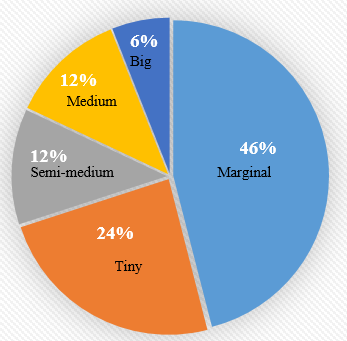 6%
Big
12%
Medium
46%
Marginal
12%
Semi-medium
24%
Tiny